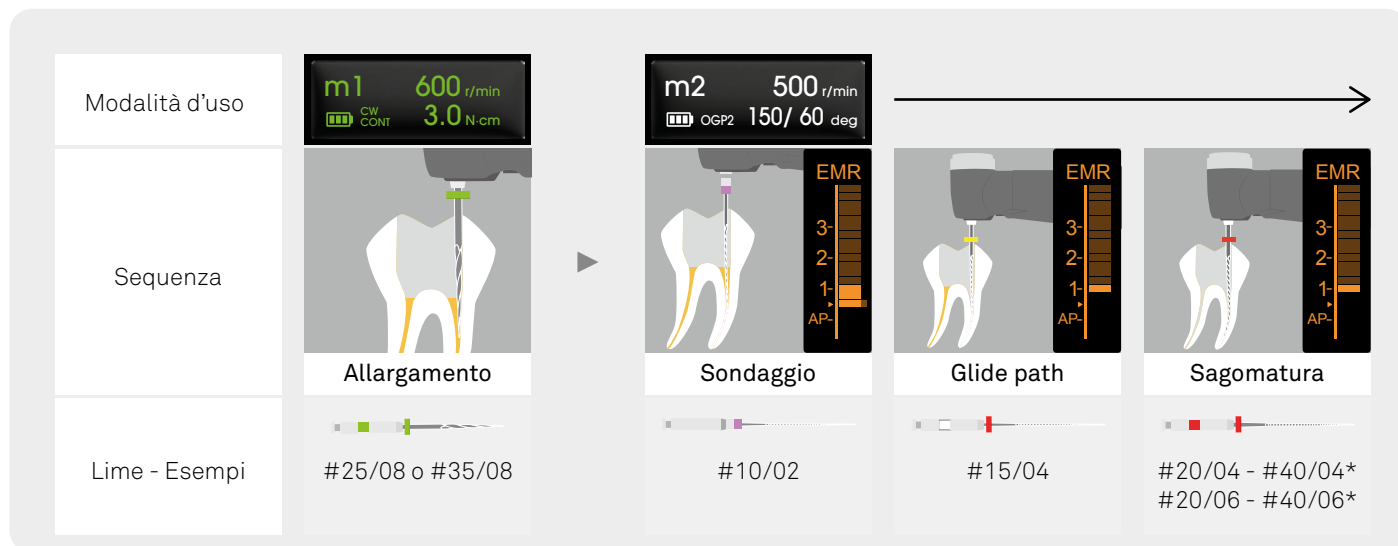 Modalità d'uso
m1 600 r/min
CW CONT 3.0 N·cm
m2 500 r/min
OGP2 150/ 60 deg
Sequenza
EMR
3-
2-
1-
AP-
EMR
3-
2-
1-
AP-
EMR
3-
2-
1-
AP-
Allargamento
Sondaggio
Glide path
Sagomatura
Lime - Esempi
#25/08 o #35/08
#10/02
#15/04
#20/04 - #40/04*
#20/06 - #40/06*